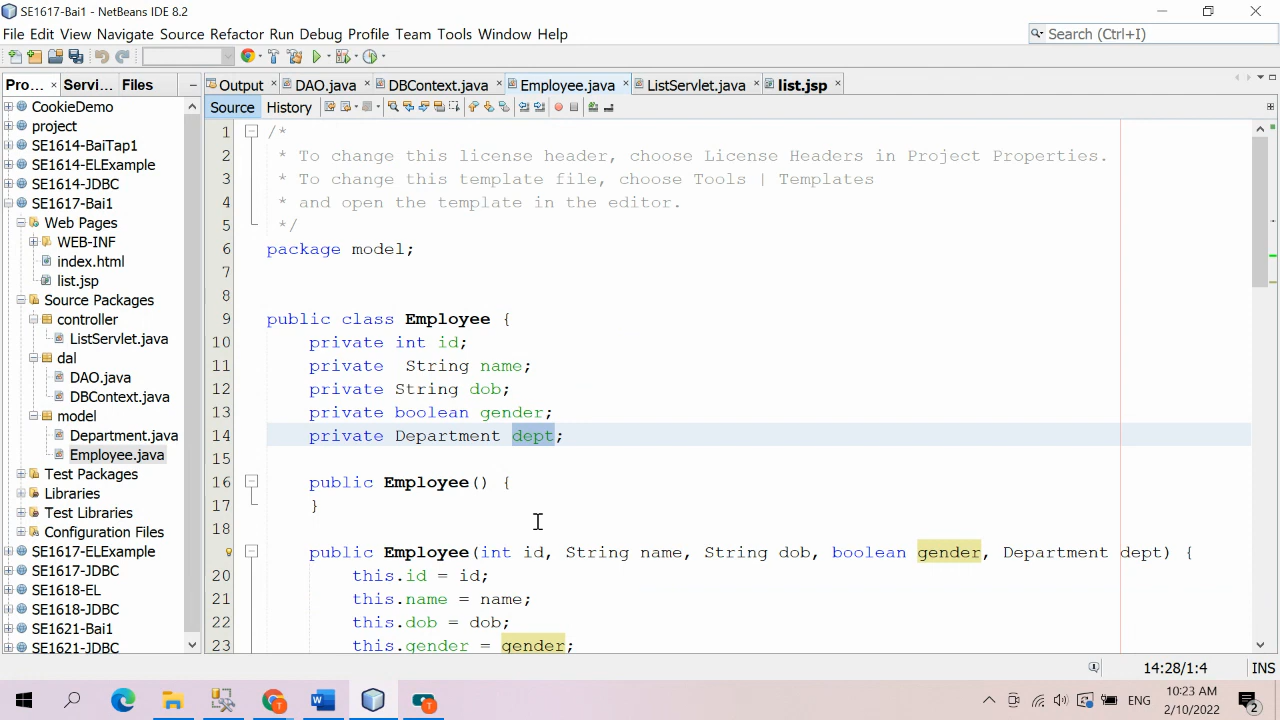 SE1617-Bai1 - NetBeans IDE 8.2
File Edit View Navigate Source Refactor Run Debug Profile Team Tools Window Help
Search (Ctrl+I)
Pro... Servi... Files
Output DAO.java DBContext.java Employee.java ListServlet.java list.jsp
Source History
CookieDemo
project
SE1614-BaiTap1
SE1614-ELExample
SE1614-JDBC
SE1617-Bai1
Web Pages
WEB-INF
index.html
list.jsp
Source Packages
controller
ListServlet.java
dal
DAO.java
DBContext.java
model
Department.java
Employee.java
Test Packages
Libraries
Test Libraries
Configuration Files
SE1617-ELExample
SE1617-JDBC
SE1618-EL
SE1618-JDBC
SE1621-Bai1
SE1621-JDBC
1 /*
2 * To change this license header, choose License Headers in Project Properties.
3 * To change this template file, choose Tools | Templates
4 * and open the template in the editor.
5 */
6 package model;
7
8
9 public class Employee {
10 private int id;
11 private  String name;
12 private String dob;
13 private boolean gender;
14 private Department dept;
15
16 public Employee() {
17 }
18
public Employee(int id, String name, String dob, boolean gender, Department dept) {
20 this.id = id;
21 this.name = name;
22 this.dob = dob;
23 this.gender = gender;
14:28/1:4 INS
ENG
10:23 AM
2/10/2022
2